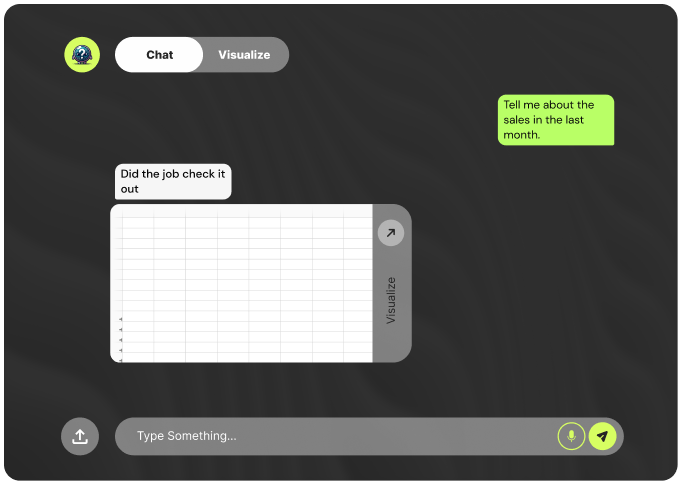 Chat
Visualize
Tell me about the
sales in the last
month.
Did the job check it
out
Visualize
Type Something...